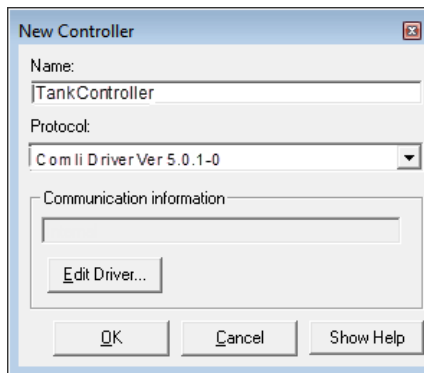 New Controller
Name:
TankController
Protocol:
Comli Driver Ver 5.0.1-0
Communication information
Edit Driver...
OK Cancel Show Help